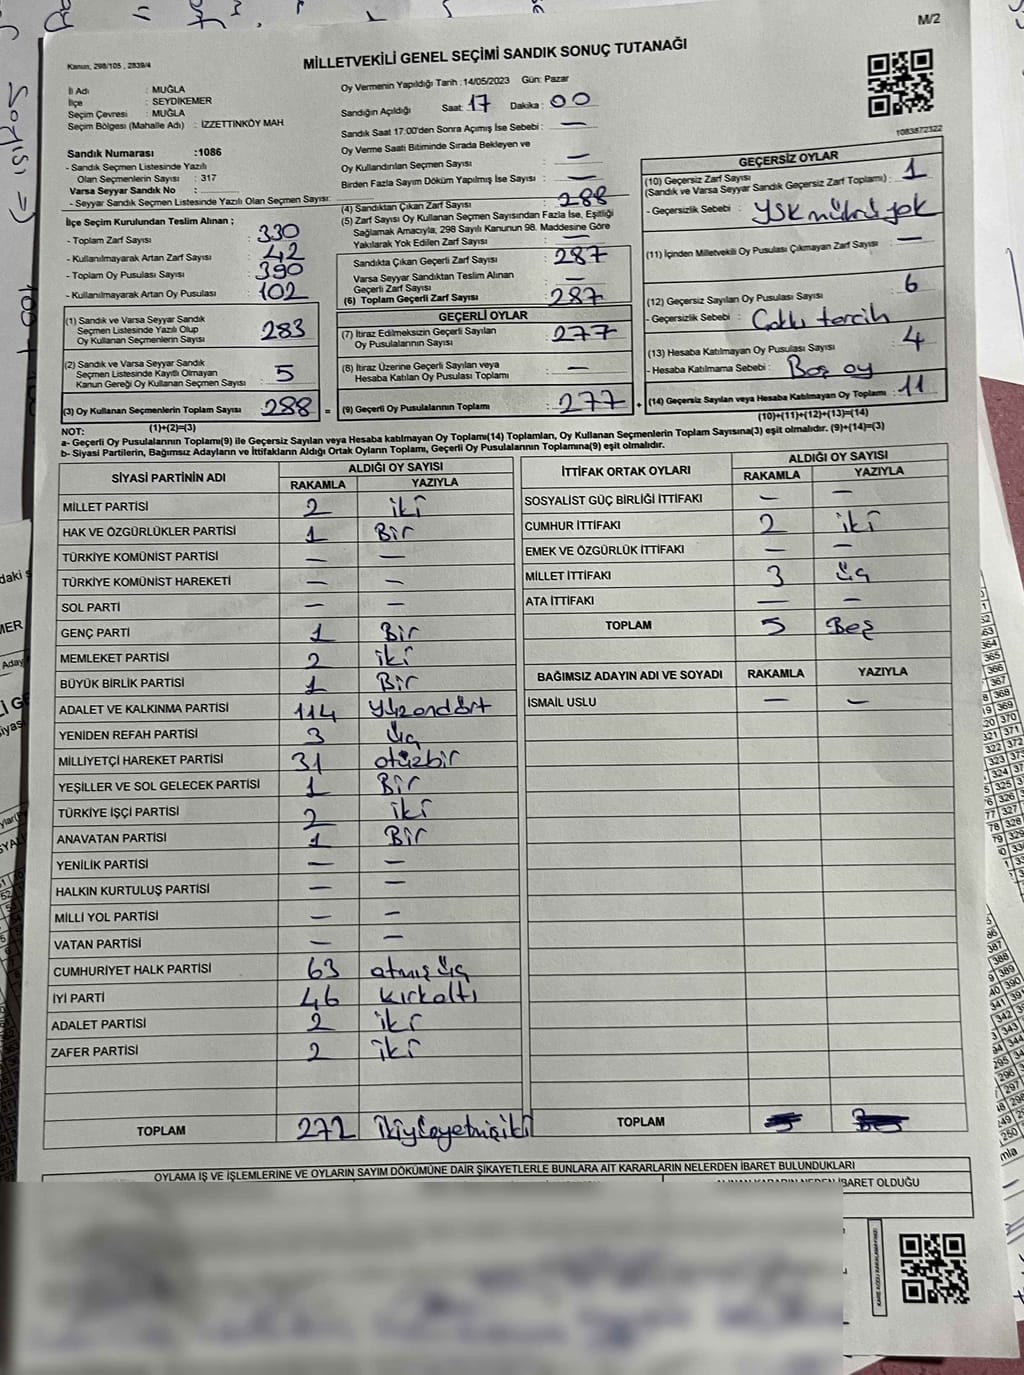 M/2
Kanun, 298/105 , 2839/4
MİLLETVEKİLİ GENEL SEÇİMİ SANDIK SONUÇ TUTANAĞI
İl Adı : MUĞLA
İlçe : SEYDİKEMER
Seçim Çevresi : MUĞLA
Seçim Bölgesi (Mahalle Adı) : İZZETTİNKÖY MAH
Sandık Numarası :1086
- Sandık Seçmen Listesinde Yazılı
Olan Seçmenlerin Sayısı : 317
Varsa Seyyar Sandık No :
- Seyyar Sandık Seçmen Listesinde Yazılı Olan Seçmen Sayısı:
Oy Vermenin Yapıldığı Tarih :14/05/2023 Gün: Pazar
Sandığın Açıldığı Saat: 17 Dakika : 00
Sandık Saat 17:00'den Sonra Açımış İse Sebebi : —
Oy Verme Saati Bitiminde Sırada Bekleyen ve
Oy Kullandırılan Seçmen Sayısı : —
Birden Fazla Sayım Döküm Yapılmış İse Sayısı : —
1083872322
İlçe Seçim Kurulundan Teslim Alınan ;
- Toplam Zarf Sayısı : 330
- Kullanılmayarak Artan Zarf Sayısı : 42
- Toplam Oy Pusulası Sayısı : 390
- Kullanılmayarak Artan Oy Pusulası : 102
(1) Sandık ve Varsa Seyyar Sandık
Seçmen Listesinde Yazılı Olup
Oy Kullanan Seçmenlerin Sayısı : 283
(2) Sandık ve Varsa Seyyar Sandık
Seçmen Listesinde Kayıtlı Olmayan
Kanun Gereği Oy Kullanan Seçmen Sayısı : 5
(3) Oy Kullanan Seçmenlerin Toplam Sayısı : 288 =
(1)+(2)=(3)
(4) Sandıktan Çıkan Zarf Sayısı : 288
(5) Zarf Sayısı Oy Kullanan Seçmen Sayısından Fazla İse, Eşitliği
Sağlamak Amacıyla, 298 Sayılı Kanunun 98. Maddesine Göre
Yakılarak Yok Edilen Zarf Sayısı : —
Sandıkta Çıkan Geçerli Zarf Sayısı : 287
Varsa Seyyar Sandıktan Teslim Alınan
Geçerli Zarf Sayısı : —
(6) Toplam Geçerli Zarf Sayısı : 287
GEÇERLİ OYLAR
(7) İtiraz Edilmeksizin Geçerli Sayılan
Oy Pusulalarının Sayısı : 277
(8) İtiraz Üzerine Geçerli Sayılan veya
Hesaba Katılan Oy Pusulası Toplamı : —
(9) Geçerli Oy Pusulalarının Toplamı : 277 +
GEÇERSİZ OYLAR
(10) Geçersiz Zarf Sayısı
(Sandık ve Varsa Seyyar Sandık Geçersiz Zarf Toplamı) : 1
- Geçersizlik Sebebi : YSK mührü yok
(11) İçinden Milletvekili Oy Pusulası Çıkmayan Zarf Sayısı : —
(12) Geçersiz Sayılan Oy Pusulası Sayısı : 6
- Geçersizlik Sebebi : Çoklu tercih
(13) Hesaba Katılmayan Oy Pusulası Sayısı : 4
- Hesaba Katılmama Sebebi : Boş oy
(14) Geçersiz Sayılan veya Hesaba Katılmayan Oy Toplamı : 11
(10)+(11)+(12)+(13)=(14)
NOT:
a- Geçerli Oy Pusulalarının Toplamı(9) ile Geçersiz Sayılan veya Hesaba katılmayan Oy Toplamı(14) Toplamları, Oy Kullanan Seçmenlerin Toplam Sayısına(3) eşit olmalıdır. (9)+(14)=(3)
b- Siyasi Partilerin, Bağımsız Adayların ve İttifakların Aldığı Ortak Oyların Toplamı, Geçerli Oy Pusulalarının Toplamına(9) eşit olmalıdır.
SİYASİ PARTİNİN ADI ALDIĞI OY SAYISI
RAKAMLA YAZIYLA
MİLLET PARTİSİ 2 iki
HAK VE ÖZGÜRLÜKLER PARTİSİ 1 Bir
TÜRKİYE KOMÜNİST PARTİSİ — —
TÜRKİYE KOMÜNİST HAREKETİ — —
SOL PARTİ — —
GENÇ PARTİ 1 Bir
MEMLEKET PARTİSİ 2 iki
BÜYÜK BİRLİK PARTİSİ 1 Bir
ADALET VE KALKINMA PARTİSİ 114 Yüzondört
YENİDEN REFAH PARTİSİ 3 Üç
MİLLİYETÇİ HAREKET PARTİSİ 31 otüzbir
YEŞİLLER VE SOL GELECEK PARTİSİ 1 Bir
TÜRKİYE İŞÇİ PARTİSİ 2 iki
ANAVATAN PARTİSİ 1 Bir
YENİLİK PARTİSİ — —
HALKIN KURTULUŞ PARTİSİ — —
MİLLİ YOL PARTİSİ — —
VATAN PARTİSİ — —
CUMHURİYET HALK PARTİSİ 63 atmış üç
İYİ PARTİ 46 kırkaltı
ADALET PARTİSİ 2 iki
ZAFER PARTİSİ 2 iki
TOPLAM 272 ikiyüzyetmişiki
İTTİFAK ORTAK OYLARI ALDIĞI OY SAYISI
RAKAMLA YAZIYLA
SOSYALİST GÜÇ BİRLİĞİ İTTİFAKI — —
CUMHUR İTTİFAKI 2 iki
EMEK VE ÖZGÜRLÜK İTTİFAKI — —
MİLLET İTTİFAKI 3 üç
ATA İTTİFAKI — —
TOPLAM 5 Beş
BAĞIMSIZ ADAYIN ADI VE SOYADI RAKAMLA YAZIYLA
İSMAİL USLU — —
TOPLAM
OYLAMA İŞ VE İŞLEMLERİNE VE OYLARIN SAYIM DÖKÜMÜNE DAİR ŞİKAYETLERLE BUNLARA AİT KARARLARIN NELERDEN İBARET BULUNDUKLARI
İBARET OLDUĞU